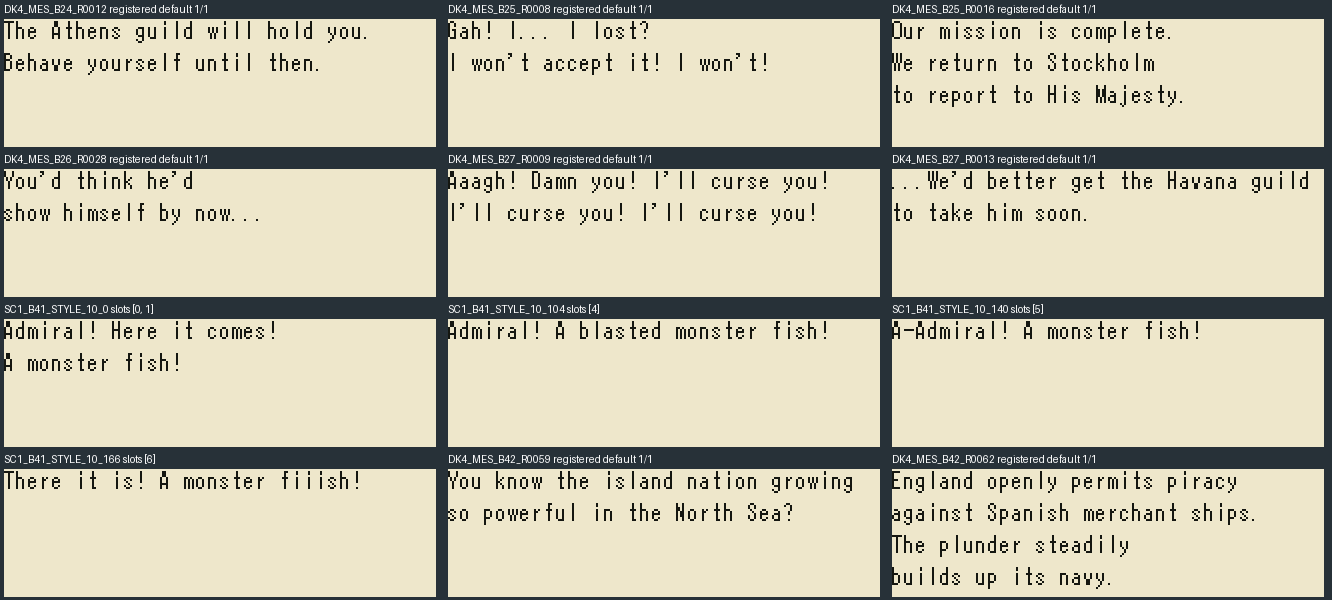 DK4_MES_B24_R0012 registered default 1/1
The Athens guild will hold you.
Behave yourself until then.
DK4_MES_B25_R0008 registered default 1/1
Gah! I... I lost?
I won't accept it! I won't!
DK4_MES_B25_R0016 registered default 1/1
Our mission is complete.
We return to Stockholm
to report to His Majesty.
DK4_MES_B26_R0028 registered default 1/1
You'd think he'd
show himself by now...
DK4_MES_B27_R0009 registered default 1/1
Aaagh! Damn you! I'll curse you!
I'll curse you! I'll curse you!
DK4_MES_B27_R0013 registered default 1/1
...We'd better get the Havana guild
to take him soon.
SC1_B41_STYLE_10_0 slots [0, 1]
Admiral! Here it comes!
A monster fish!
SC1_B41_STYLE_10_104 slots [4]
Admiral! A blasted monster fish!
SC1_B41_STYLE_10_140 slots [5]
A-Admiral! A monster fish!
SC1_B41_STYLE_10_166 slots [6]
There it is! A monster fiiish!
DK4_MES_B42_R0059 registered default 1/1
You know the island nation growing
so powerful in the North Sea?
DK4_MES_B42_R0062 registered default 1/1
England openly permits piracy
against Spanish merchant ships.
The plunder steadily
builds up its navy.